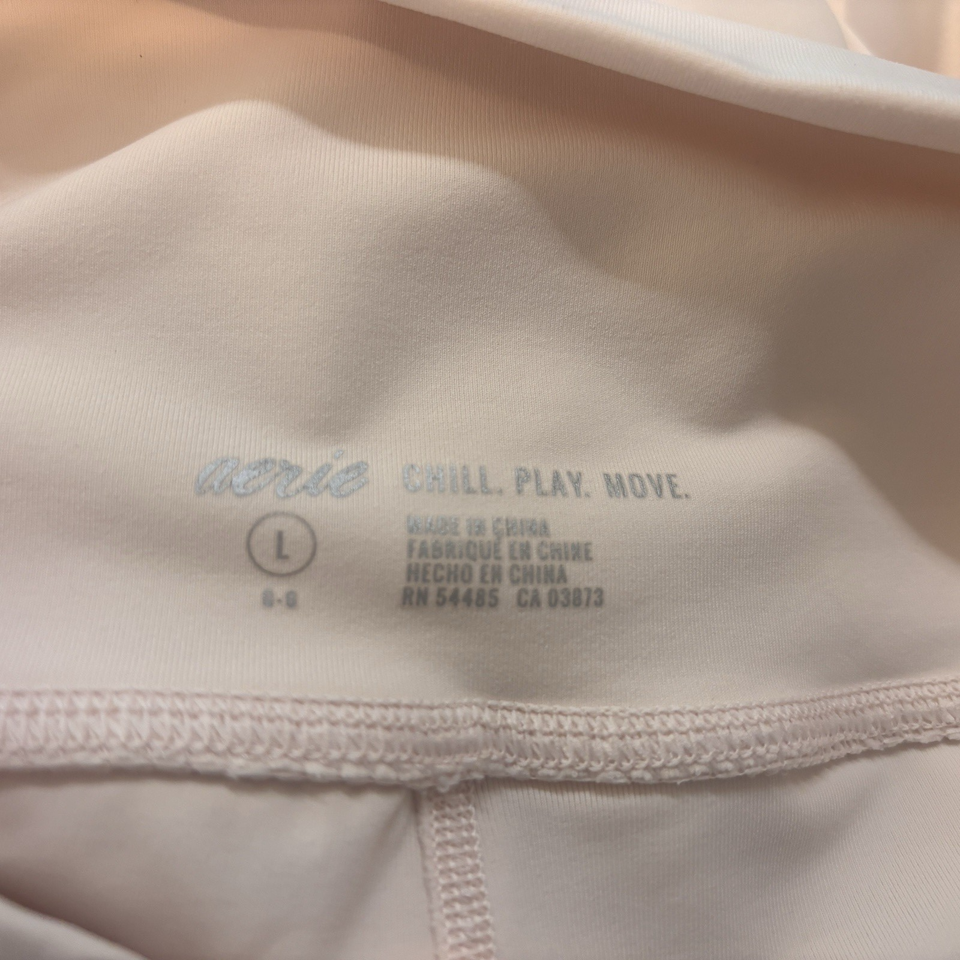 aerie CHILL. PLAY. MOVE.
L
MADE IN CHINA
FABRIQUÉ EN CHINE
HECHO EN CHINA
RN 54485 CA 03873